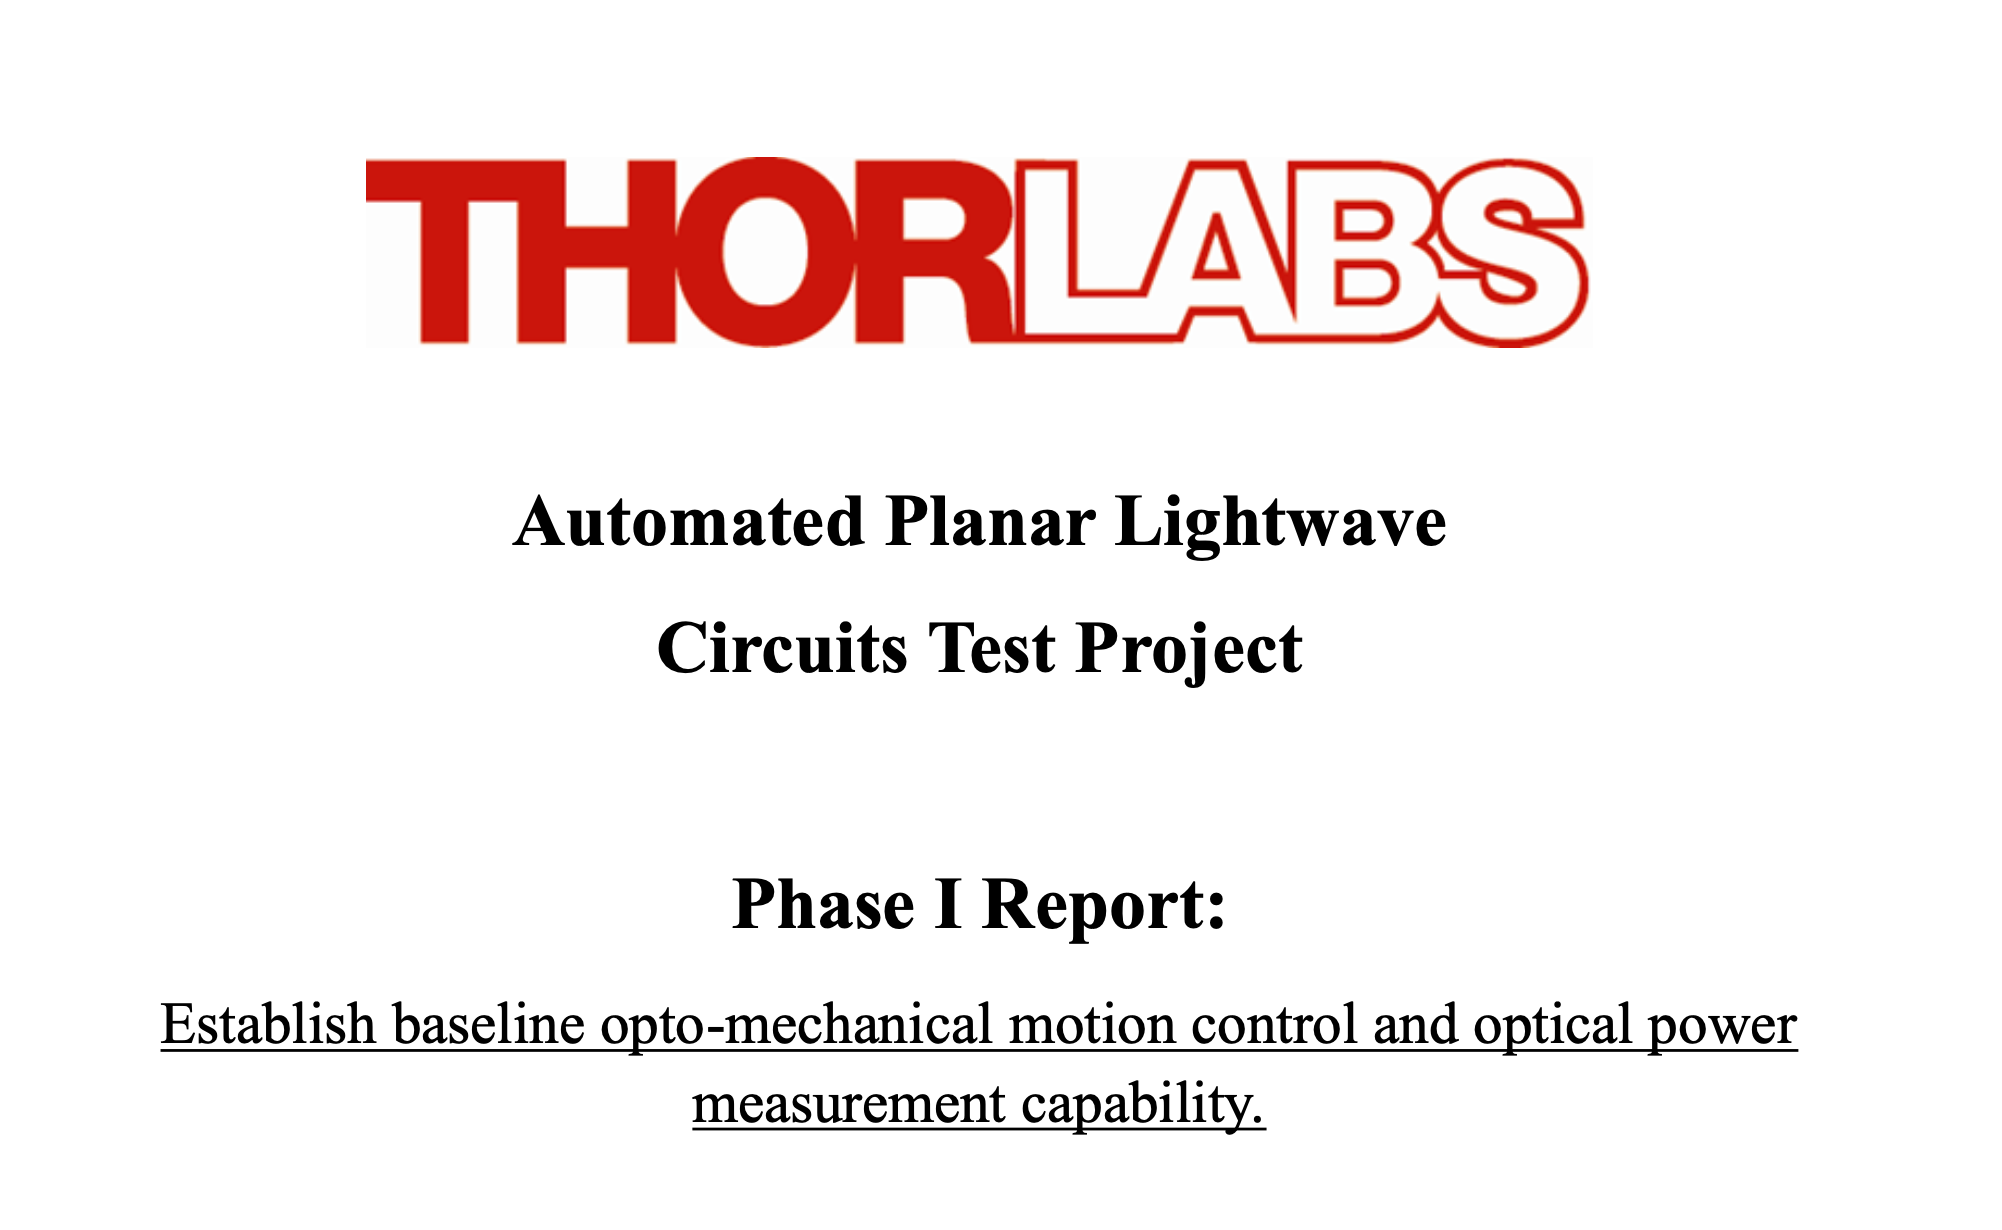 THORLABS
Automated Planar Lightwave
Circuits Test Project
Phase I Report:
Establish baseline opto-mechanical motion control and optical power
measurement capability.